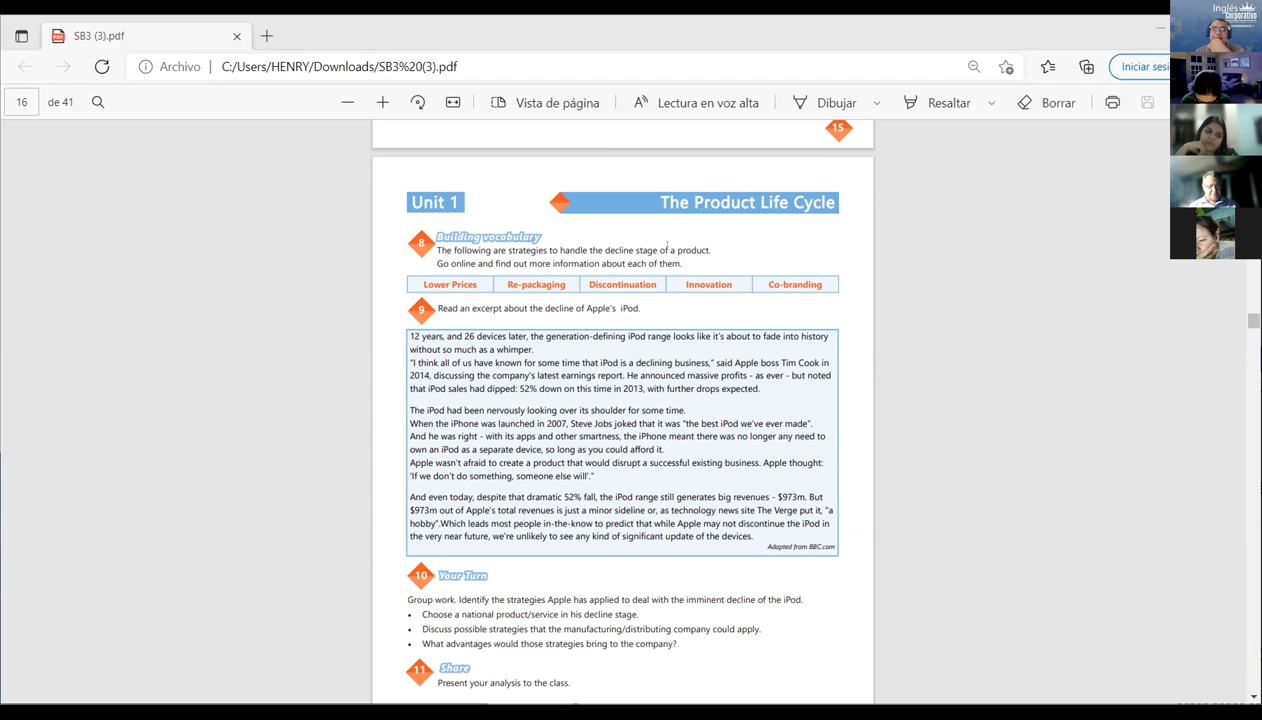 SB3 (3).pdf
Archivo
C:/Users/HENRY/Downloads/SB3%20(3).pdf
Iniciar sesi
16
de 41
Vista de página
Lectura en voz alta
Dibujar
Resaltar
Borrar
Inglés
Corporativo
15
Unit 1
The Product Life Cycle
8
Building vocabulary
The following are strategies to handle the decline stage of a product.
Go online and find out more information about each of them.
Lower Prices Re-packaging Discontinuation Innovation Co-branding
9
Read an excerpt about the decline of Apple's iPod.
12 years, and 26 devices later, the generation-defining iPod range looks like it's about to fade into history
without so much as a whimper.
"I think all of us have known for some time that iPod is a declining business," said Apple boss Tim Cook in
2014, discussing the company's latest earnings report. He announced massive profits - as ever - but noted
that iPod sales had dipped: 52% down on this time in 2013, with further drops expected.
The iPod had been nervously looking over its shoulder for some time.
When the iPhone was launched in 2007, Steve Jobs joked that it was "the best iPod we've ever made".
And he was right - with its apps and other smartness, the iPhone meant there was no longer any need to
own an iPod as a separate device, so long as you could afford it.
Apple wasn't afraid to create a product that would disrupt a successful existing business. Apple thought:
'If we don't do something, someone else will'."
And even today, despite that dramatic 52% fall, the iPod range still generates big revenues - $973m. But
$973m out of Apple's total revenues is just a minor sideline or, as technology news site The Verge put it, "a
hobby".Which leads most people in-the-know to predict that while Apple may not discontinue the iPod in
the very near future, we're unlikely to see any kind of significant update of the devices.
Adapted from BBC.com
10
Your Turn
Group work. Identify the strategies Apple has applied to deal with the imminent decline of the iPod.
• Choose a national product/service in his decline stage.
• Discuss possible strategies that the manufacturing/distributing company could apply.
• What advantages would those strategies bring to the company?
11
Share
Present your analysis to the class.